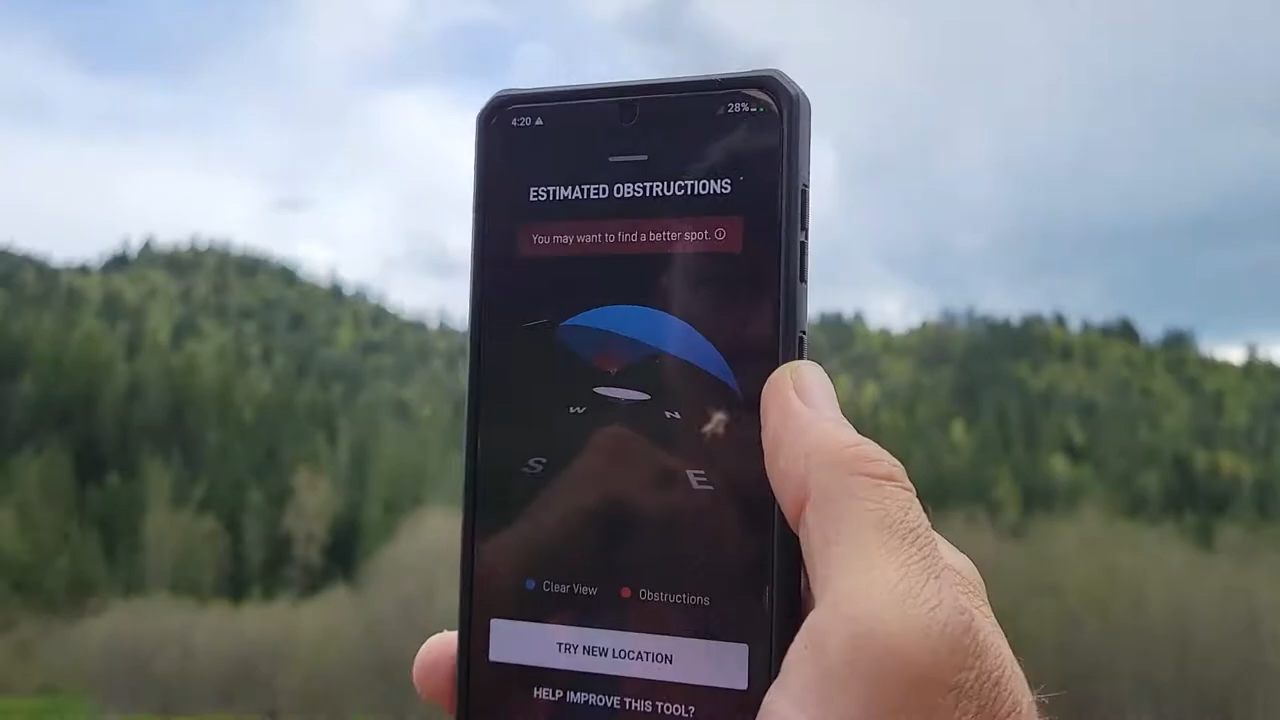 4:20
28%
ESTIMATED OBSTRUCTIONS
You may want to find a better spot.
W
N
S
E
Clear View
Obstructions
TRY NEW LOCATION
HELP IMPROVE THIS TOOL?